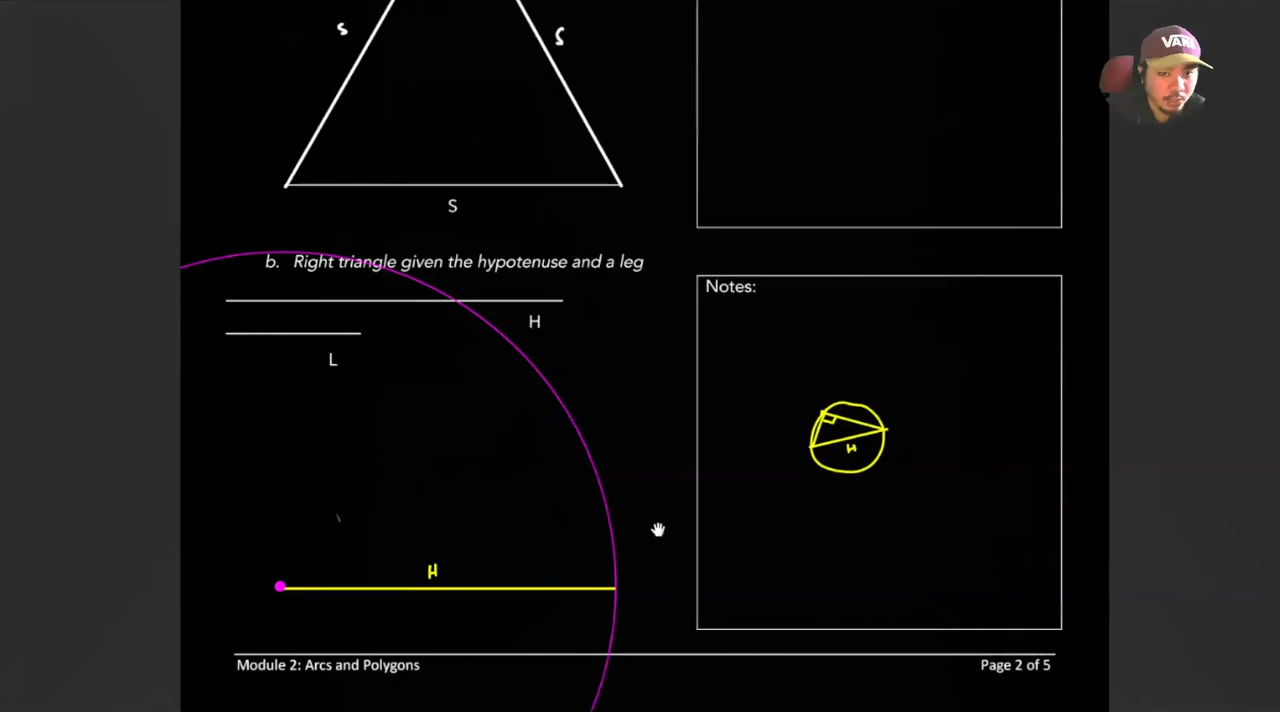 S
S
S
b. Right triangle given the hypotenuse and a leg
H
L
H
Notes:
H
Module 2: Arcs and Polygons
Page 2 of 5
VANS